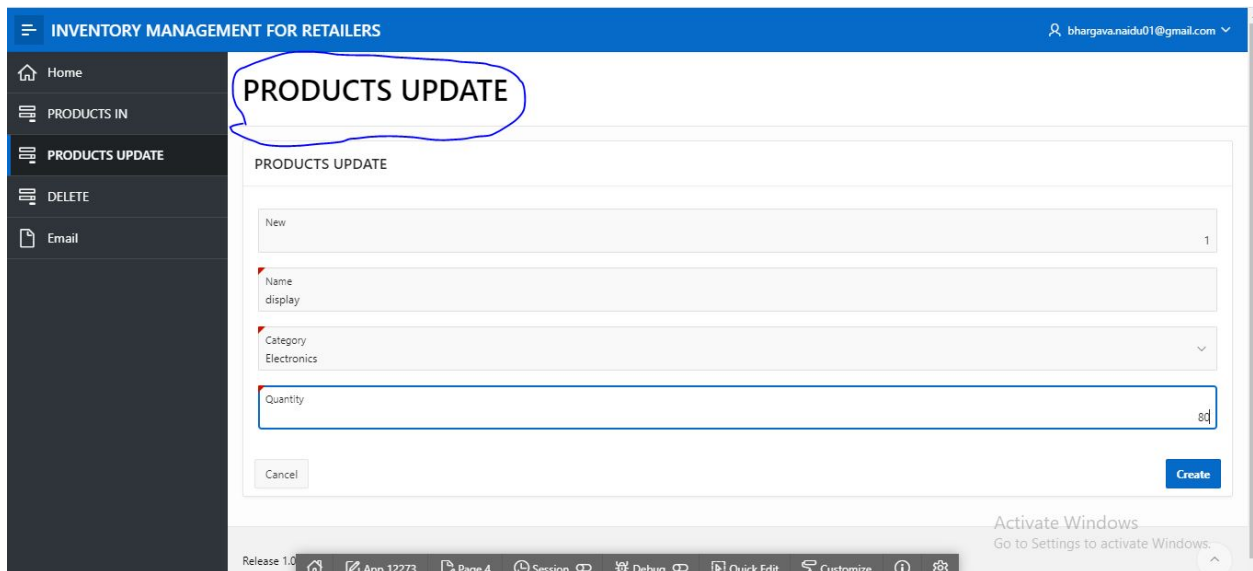 INVENTORY MANAGEMENT FOR RETAILERS
bhargava.naidu01@gmail.com
Home
PRODUCTS IN
PRODUCTS UPDATE
DELETE
Email
PRODUCTS UPDATE
PRODUCTS UPDATE
New
1
Name
display
Category
Electronics
Quantity
80
Cancel
Create
Activate Windows
Go to Settings to activate Windows.
Release 1.0
App 12273 Page 4 Session Debug Quick Edit Customize